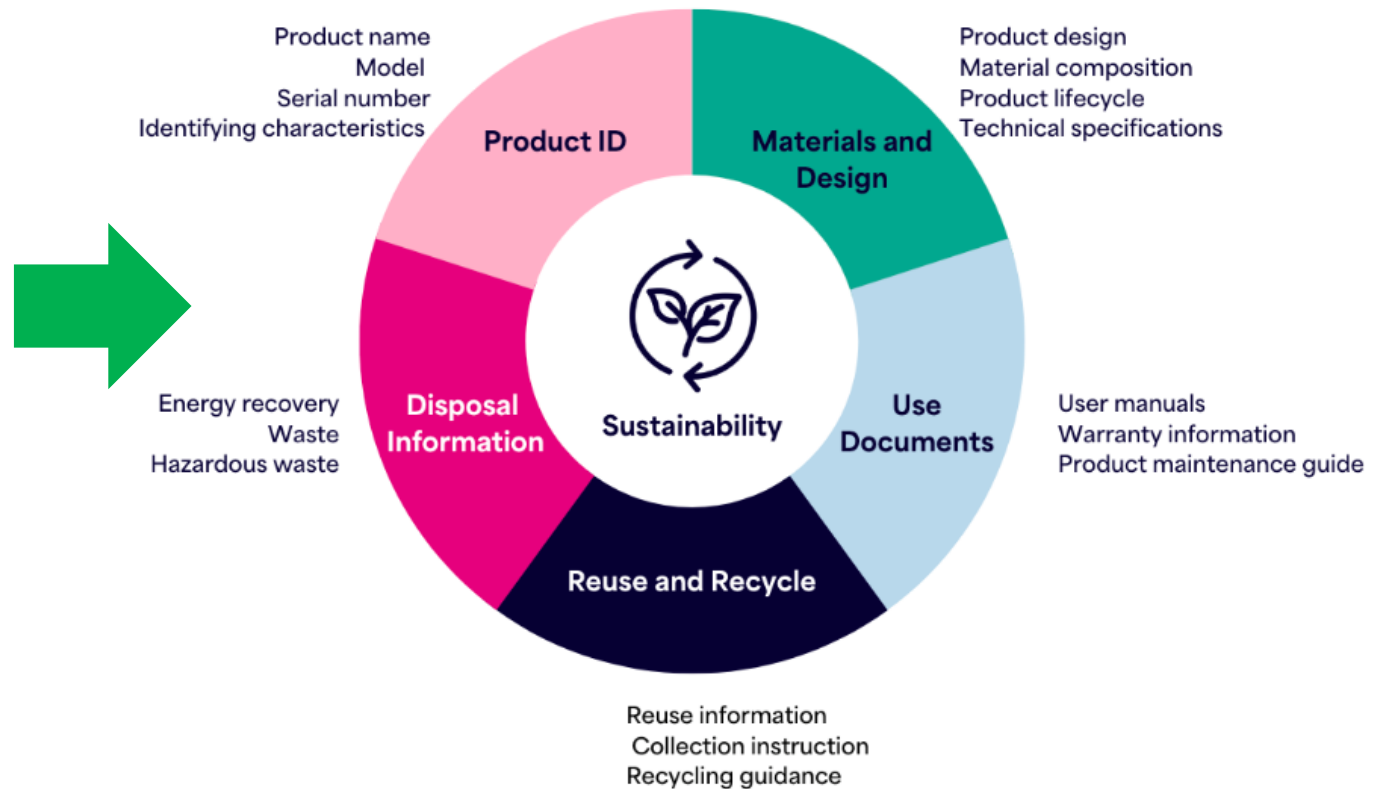 Product name
Model
Serial number
Identifying characteristics
Product ID
Product design
Material composition
Product lifecycle
Technical specifications
Materials and
Design
Energy recovery
Waste
Hazardous waste
Disposal
Information
Sustainability
Use
Documents
User manuals
Warranty information
Product maintenance guide
Reuse and Recycle
Reuse information
Collection instruction
Recycling guidance